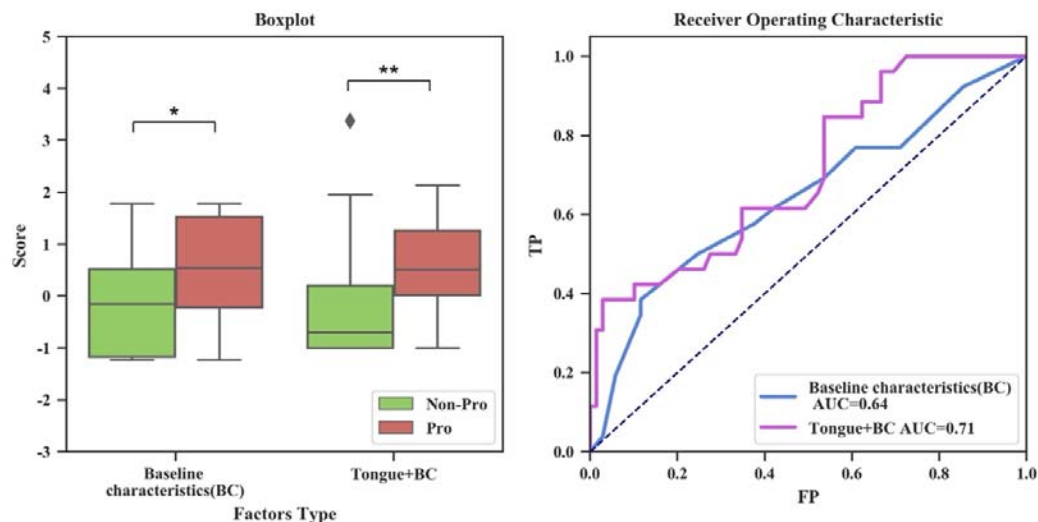 Boxplot
5
4
3
2
1
0
-1
-2
-3
Score
*
**
Non-Pro
Pro
Baseline
characteristics(BC)
Tongue+BC
Factors Type
Receiver Operating Characteristic
1.0
0.8
0.6
0.4
0.2
0.0
TP
Baseline characteristics(BC)
AUC=0.64
Tongue+BC AUC=0.71
0.0
0.2
0.4
0.6
0.8
1.0
FP